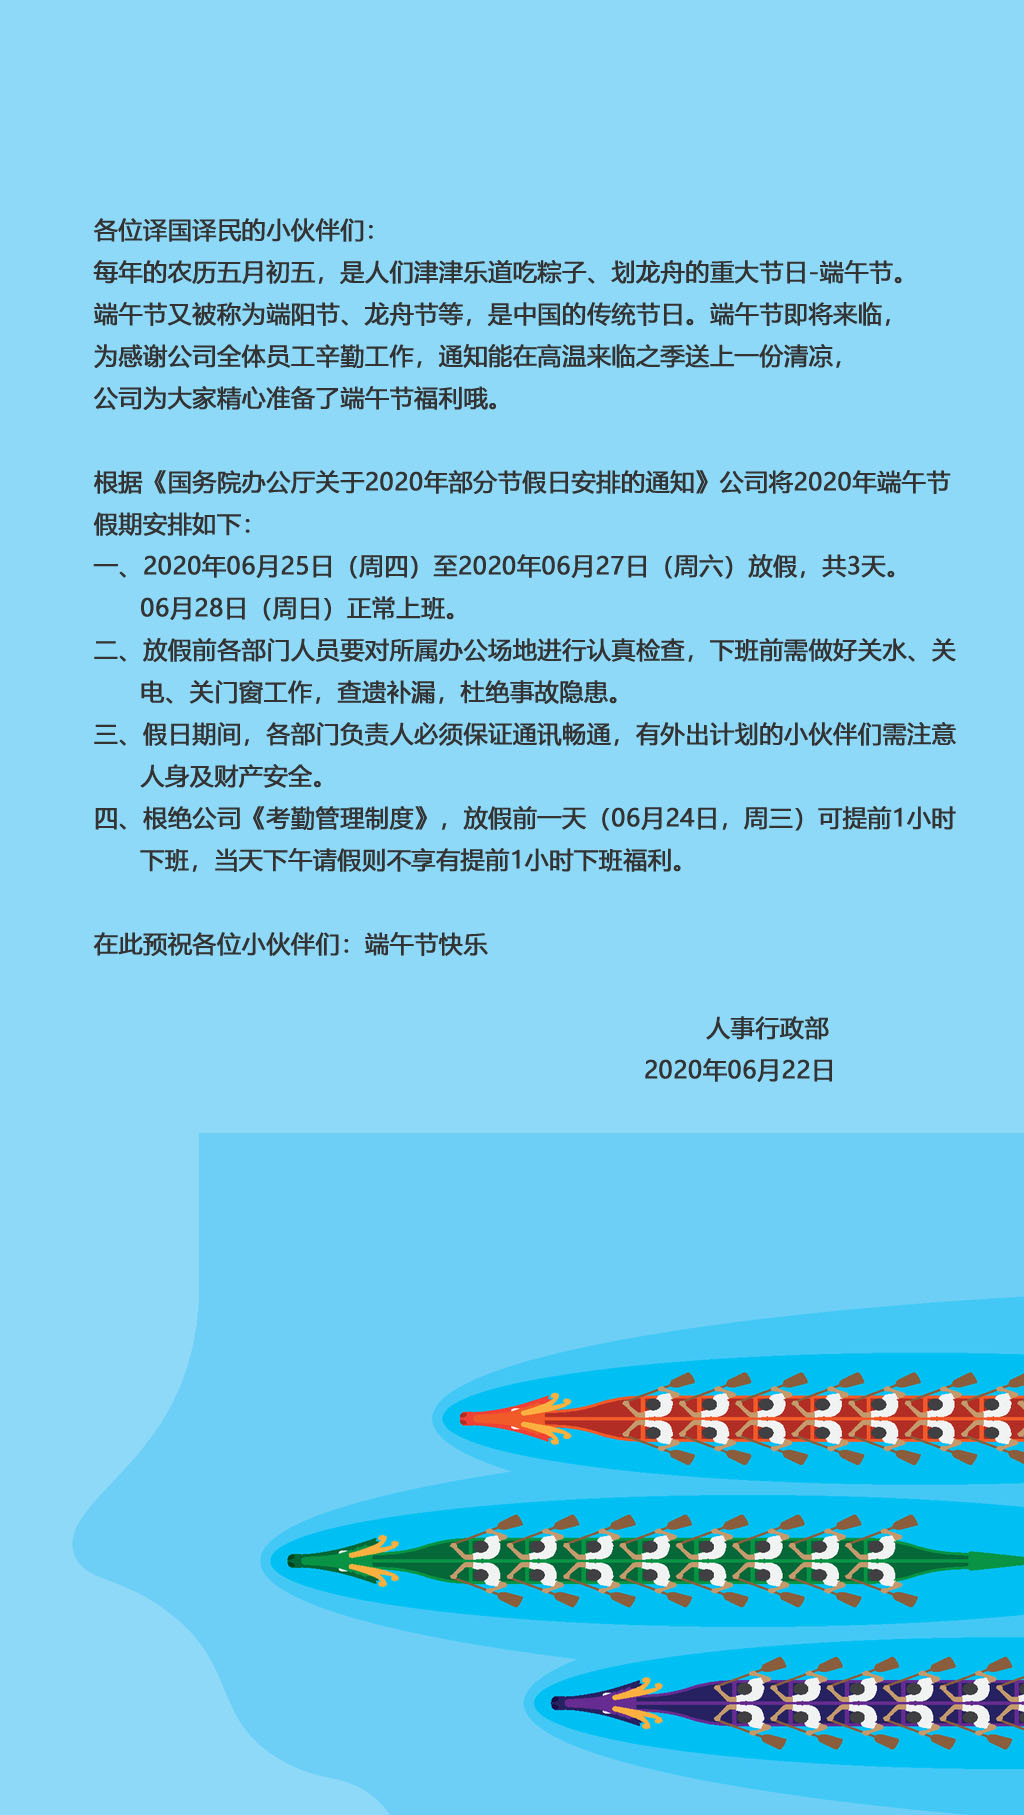 各位译国译民的小伙伴们：
每年的农历五月初五，是人们津津乐道吃粽子、划龙舟的重大节日-端午节。
端午节又被称为端阳节、龙舟节等，是中国的传统节日。端午节即将来临，
为感谢公司全体员工辛勤工作，通知能在高温来临之季送上一份清凉，
公司为大家精心准备了端午节福利哦。
根据《国务院办公厅关于2020年部分节假日安排的通知》公司将2020年端午节
假期安排如下：
一、2020年06月25日（周四）至2020年06月27日（周六）放假，共3天。
06月28日（周日）正常上班。
二、放假前各部门人员要对所属办公场地进行认真检查，下班前需做好关水、关
电、关门窗工作，查遗补漏，杜绝事故隐患。
三、假日期间，各部门负责人必须保证通讯畅通，有外出计划的小伙伴们需注意
人身及财产安全。
四、根绝公司《考勤管理制度》，放假前一天（06月24日，周三）可提前1小时
下班，当天下午请假则不享有提前1小时下班福利。
在此预祝各位小伙伴们：端午节快乐
人事行政部
2020年06月22日